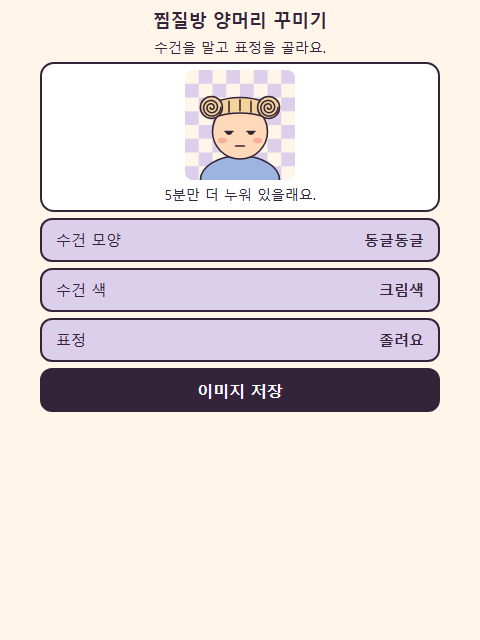 찜질방 양머리 꾸미기
수건을 말고 표정을 골라요.
5분만 더 누워 있을래요.
수건 모양 동글동글
수건 색 크림색
표정 졸려요
이미지 저장